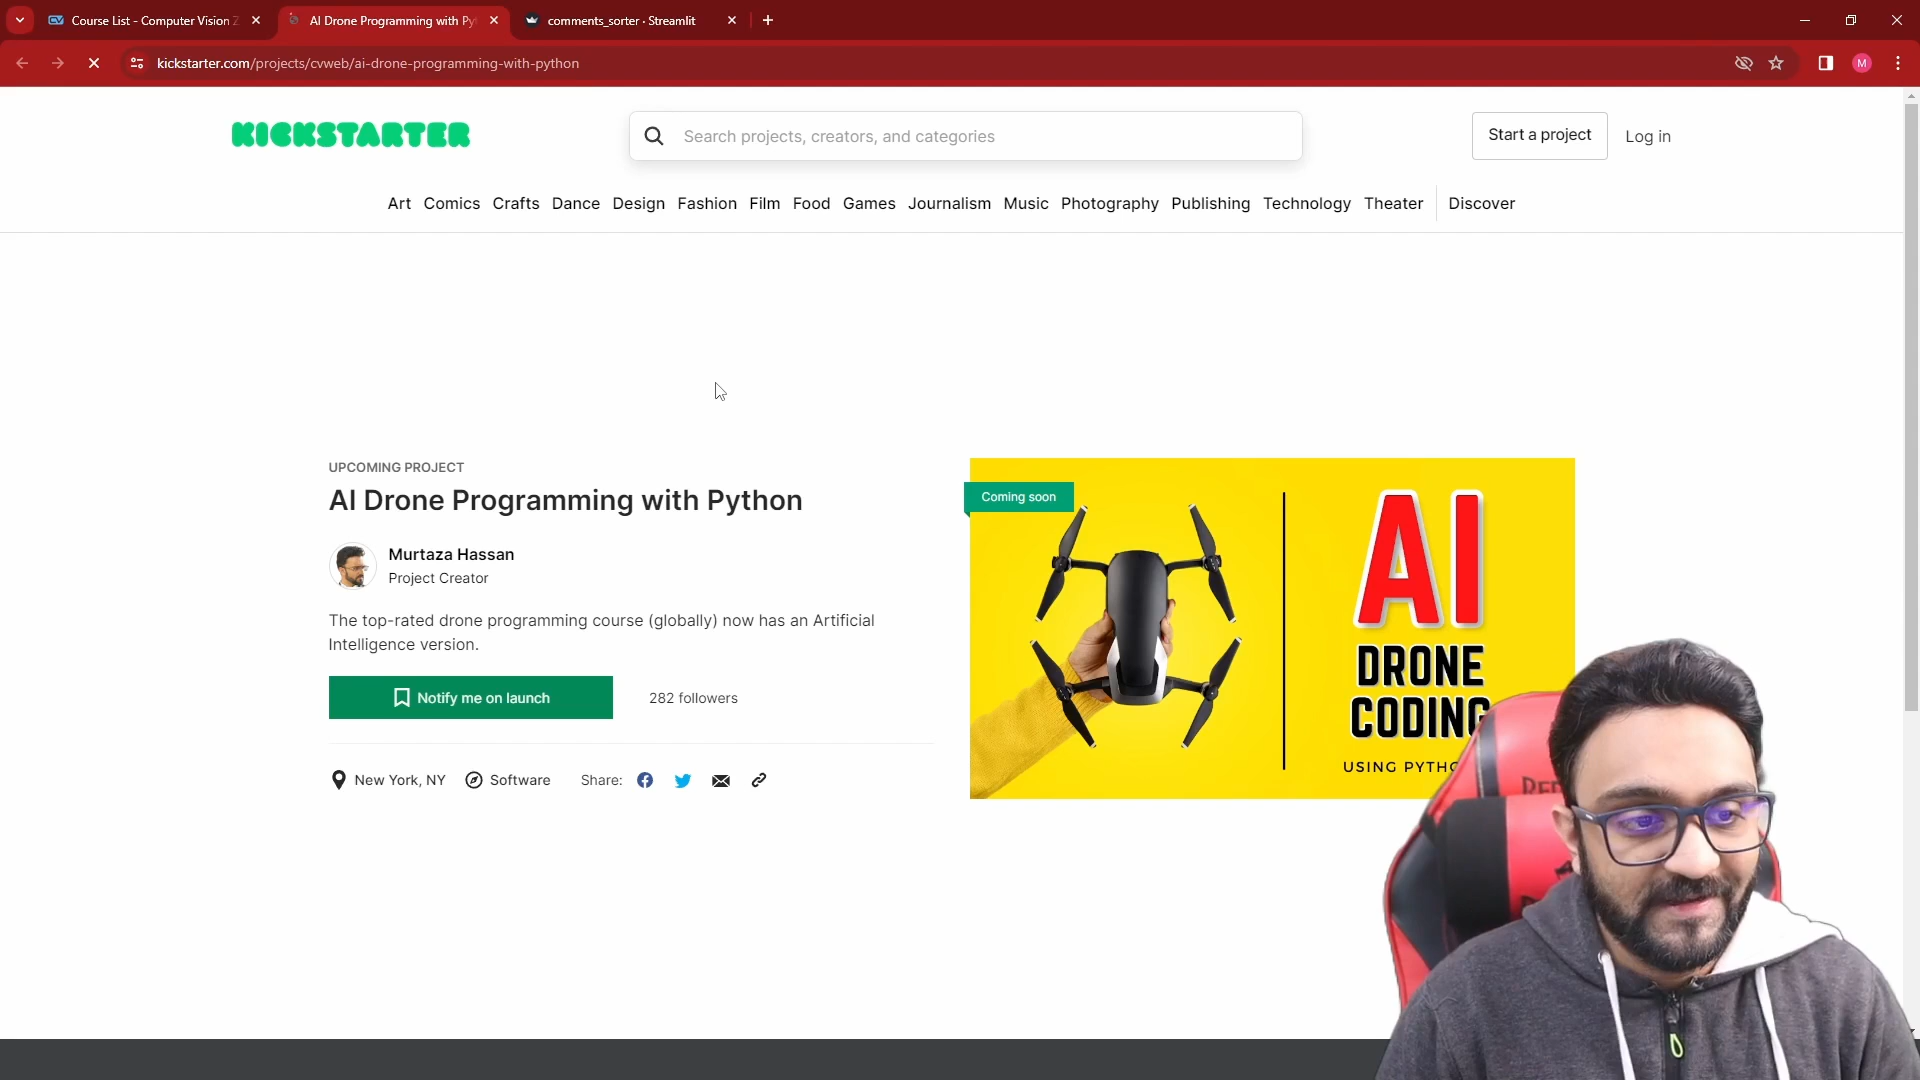 Course List - Computer Vision Z
AI Drone Programming with Py
comments_sorter · Streamlit
kickstarter.com/projects/cvweb/ai-drone-programming-with-python
M
KICKSTARTER
Search projects, creators, and categories
Start a project
Log in
Art Comics Crafts Dance Design Fashion Film Food Games Journalism Music Photography Publishing Technology Theater Discover
UPCOMING PROJECT
AI Drone Programming with Python
Murtaza Hassan
Project Creator
The top-rated drone programming course (globally) now has an Artificial
Intelligence version.
Notify me on launch
282 followers
New York, NY
Software
Share:
Coming soon
AI
DRONE
CODING
USING PYTHO